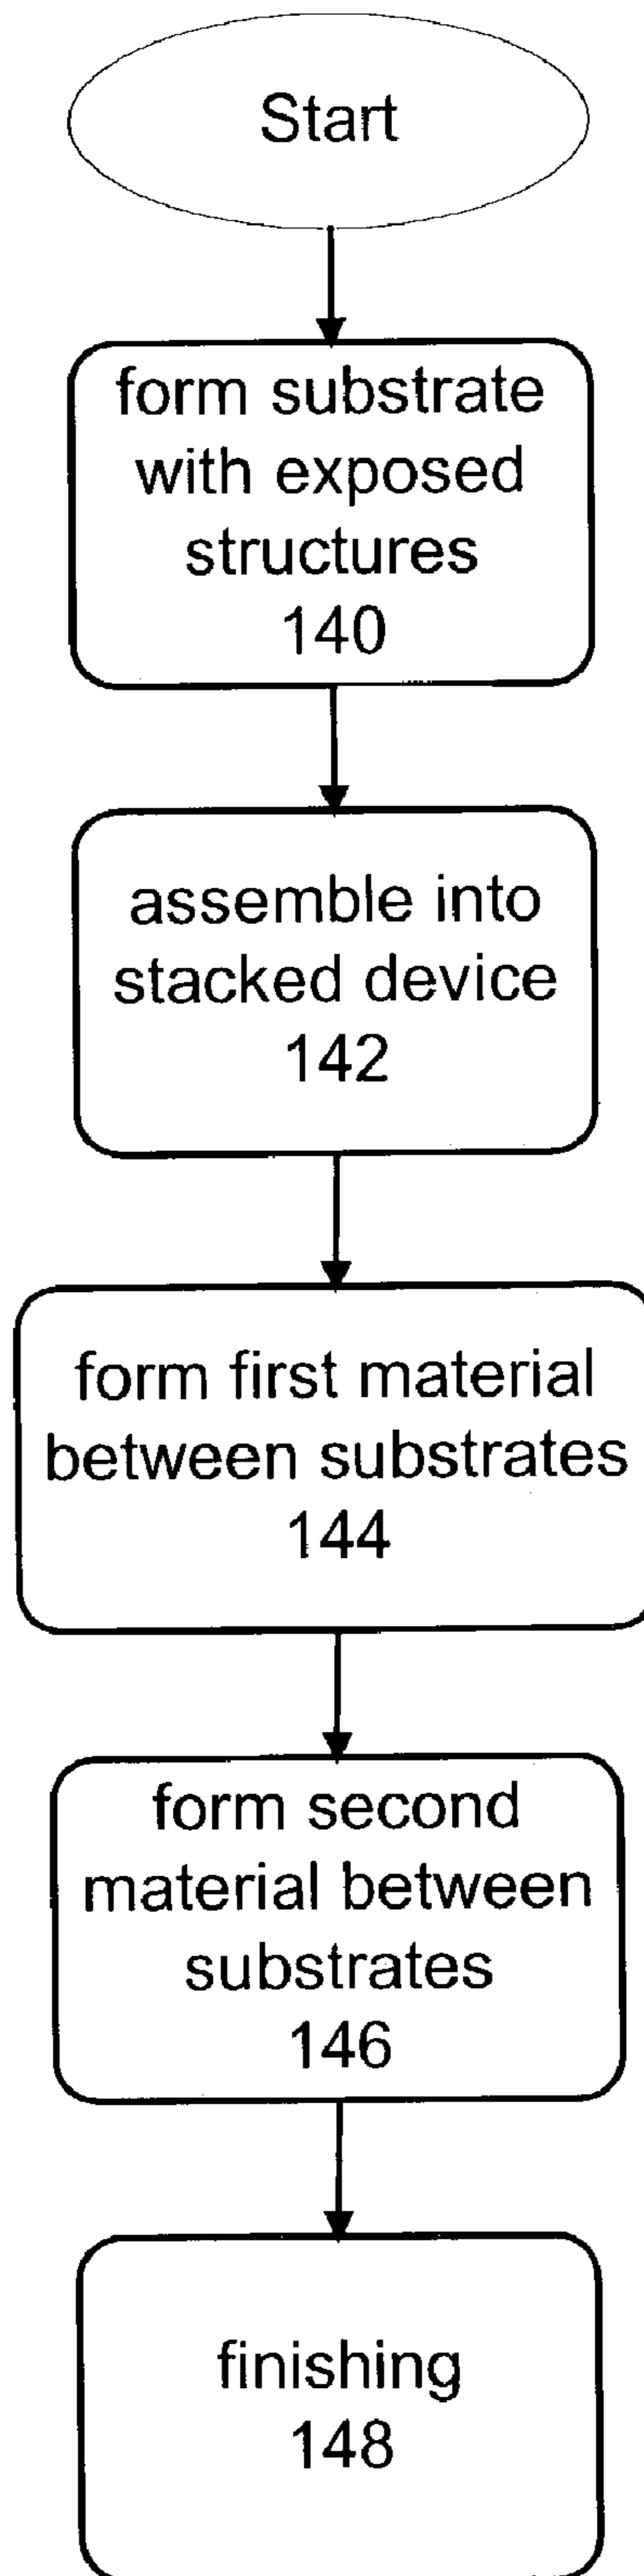 Start
form substrate
with exposed
structures
140
assemble into
stacked device
142
form first material
between substrates
144
form second
material between
substrates
146
finishing
148